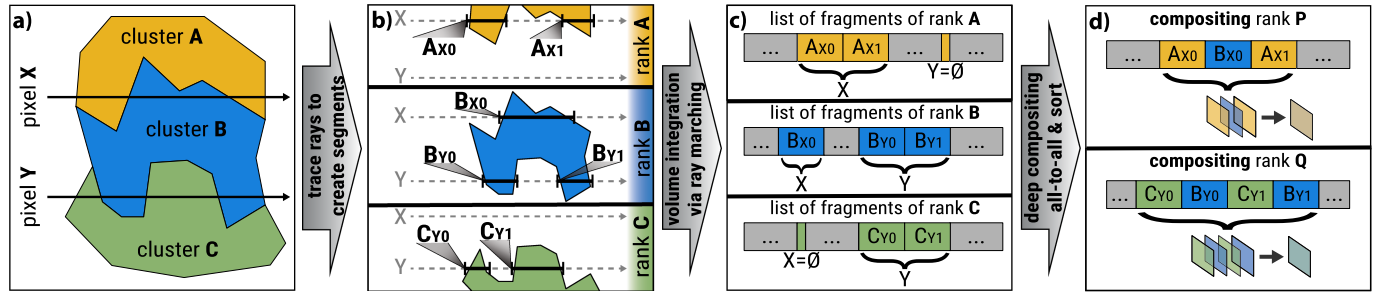 a)
cluster A
pixel X
cluster B
pixel Y
cluster C
trace rays to
create segments
b)
X
AX0
AX1
Y
rank A
X
BX0
BY0
BY1
Y
rank B
X
CY0
CY1
Y
rank C
volume integration
via ray marching
c)
list of fragments of rank A
... AX0 AX1 ... ...
X
Y=Ø
list of fragments of rank B
... BX0 ... BY0 BY1 ...
X
Y
list of fragments of rank C
... ... CY0 CY1 ...
X=Ø
Y
deep compositing
all-to-all & sort
d)
compositing rank P
... AX0 BX0 AX1 ...
compositing rank Q
... CY0 BY0 CY1 BY1 ...